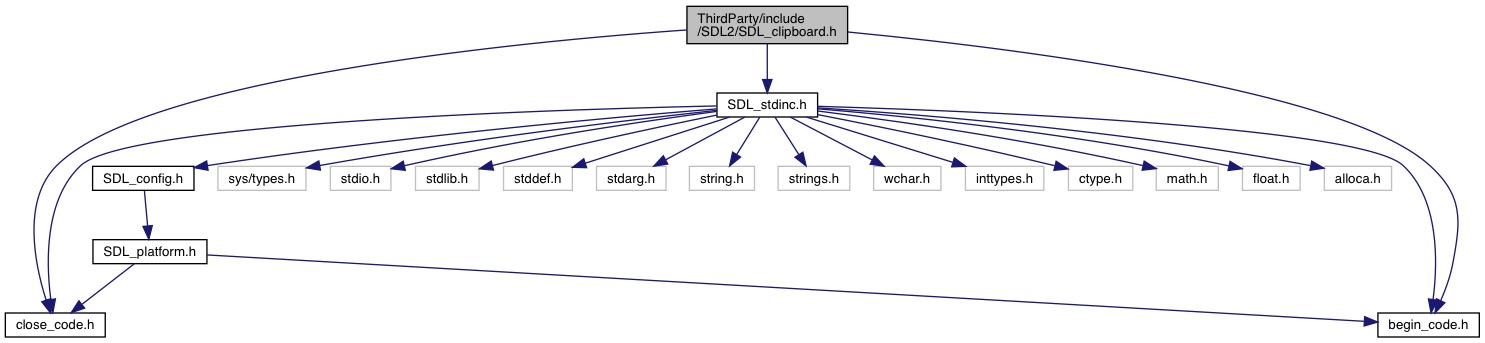 ThirdParty/include
/SDL2/SDL_clipboard.h
SDL_stdinc.h
SDL_config.h
sys/types.h
stdio.h
stdlib.h
stddef.h
stdarg.h
string.h
strings.h
wchar.h
inttypes.h
ctype.h
math.h
float.h
alloca.h
SDL_platform.h
close_code.h
begin_code.h